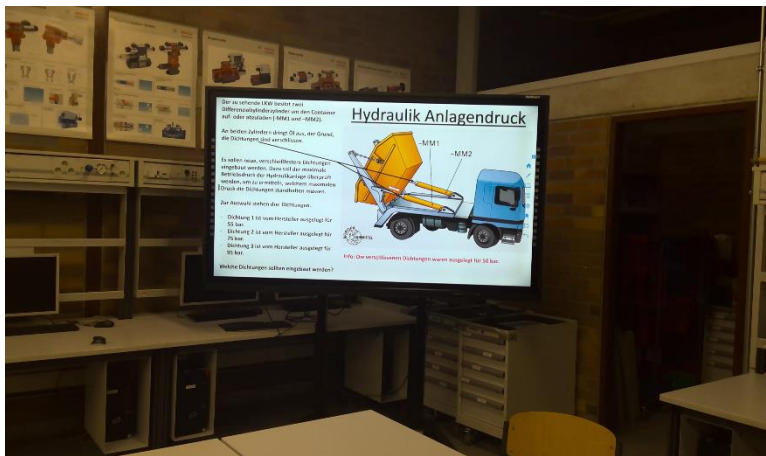 Der zu sehende LKW besitzt zwei
Differenzialzylinderzylinder um den Container
auf- oder abzuladen (-MM1 und -MM2).
An beiden Zylindern dringt Öl aus, der Grund,
die Dichtungen sind verschlissen.
Es sollen neue, verschleißfestere Dichtungen
eingebaut werden. Dazu soll der maximale
Betriebsdruck der Hydraulikanlage überprüft
werden, um zu ermitteln, welchem maximalen
Druck die Dichtungen standhalten müssen.
Zur Auswahl stehen drei Dichtungen.
Dichtung 1 ist vom Hersteller ausgelegt für
55 bar.
Dichtung 2 ist vom Hersteller ausgelegt für
75 bar.
Dichtung 3 ist vom Hersteller ausgelegt für
95 bar.
Welche Dichtungen sollten eingebaut werden?
Hydraulik Anlagendruck
-MM1
-MM2
Info: Die verschlissenen Dichtungen waren ausgelegt für 50 bar.